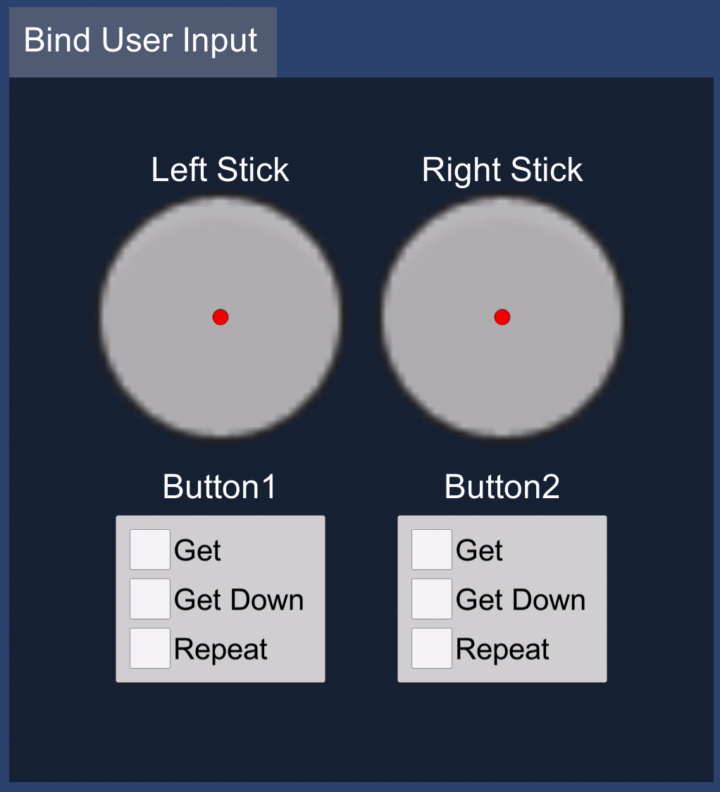 Bind User Input
Left Stick
Right Stick
Button1
Button2
Get
Get Down
Repeat
Get
Get Down
Repeat